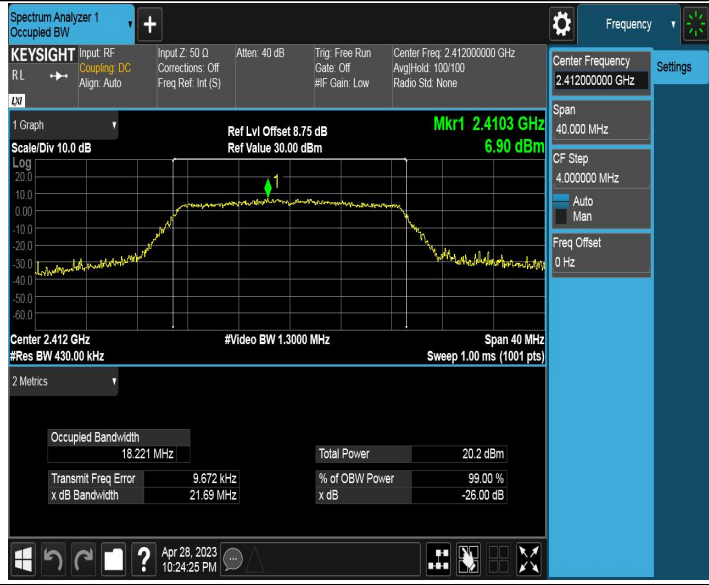 Spectrum Analyzer 1
Occupied BW
Frequency
KEYSIGHT
R L
LXI
Input: RF
Coupling: DC
Align: Auto
Input Z: 50 Ω
Corrections: Off
Freq Ref: Int (S)
Atten: 40 dB
Trig: Free Run
Gate: Off
#IF Gain: Low
Center Freq: 2.412000000 GHz
Avg|Hold: 100/100
Radio Std: None
Center Frequency
2.412000000 GHz
Settings
Span
40.000 MHz
CF Step
4.000000 MHz
Auto
Man
Freq Offset
0 Hz
1 Graph
Scale/Div 10.0 dB
Ref Lvl Offset 8.75 dB
Ref Value 30.00 dBm
Mkr1 2.4103 GHz
6.90 dBm
Log
20.0
10.0
0.00
-10.0
-20.0
-30.0
-40.0
-50.0
-60.0
1
Center 2.412 GHz
#Res BW 430.00 kHz
#Video BW 1.3000 MHz
Span 40 MHz
Sweep 1.00 ms (1001 pts)
2 Metrics
Occupied Bandwidth
18.221 MHz
Total Power 20.2 dBm
Transmit Freq Error 9.672 kHz
% of OBW Power 99.00 %
x dB Bandwidth 21.69 MHz
x dB -26.00 dB
?
Apr 28, 2023
10:24:25 PM